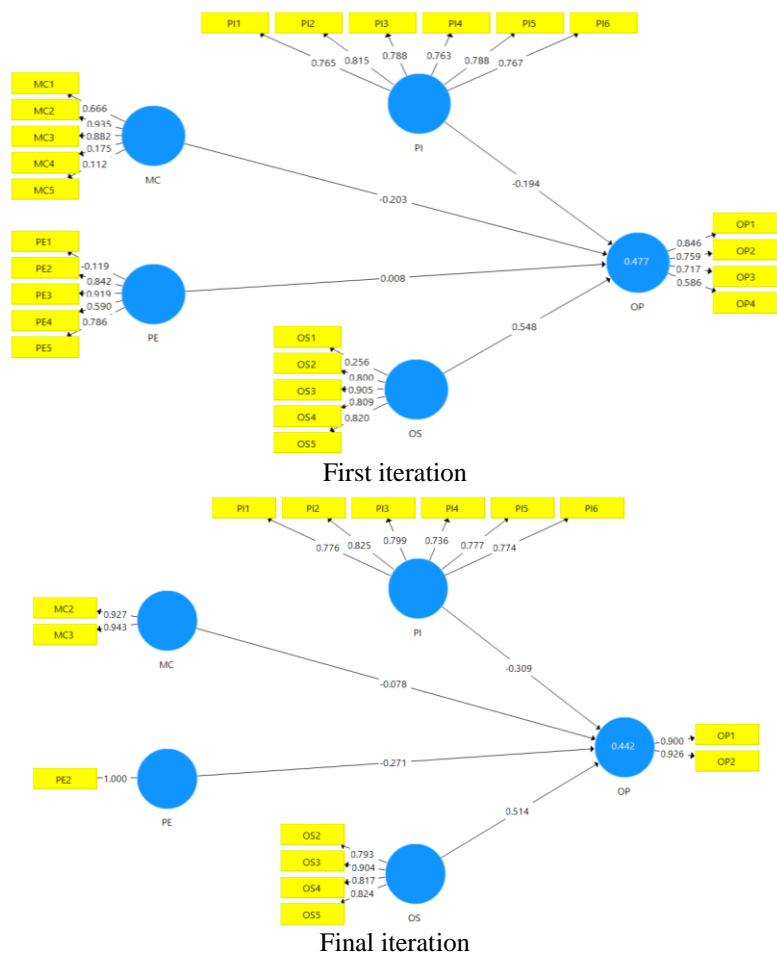 PI1 PI2 PI3 PI4 PI5 PI6
0.765 0.815 0.788 0.763 0.788 0.767
PI
MC1
MC2
MC3
MC4
MC5
0.666
0.935
0.882
0.175
0.112
MC
-0.203
-0.194
PE1
PE2
PE3
PE4
PE5
-0.119
0.842
0.919
0.590
0.786
PE
0.008
0.477
OP
0.846
0.759
0.717
0.586
OP1
OP2
OP3
OP4
0.548
OS1
OS2
OS3
OS4
OS5
0.256
0.800
0.905
0.809
0.820
OS
First iteration
PI1 PI2 PI3 PI4 PI5 PI6
0.776 0.825 0.799 0.736 0.777 0.774
PI
MC2
MC3
0.927
0.943
MC
-0.078
-0.309
PE2
1.000
PE
-0.271
0.442
OP
0.900
0.926
OP1
OP2
0.514
OS2
OS3
OS4
OS5
0.793
0.904
0.817
0.824
OS
Final iteration